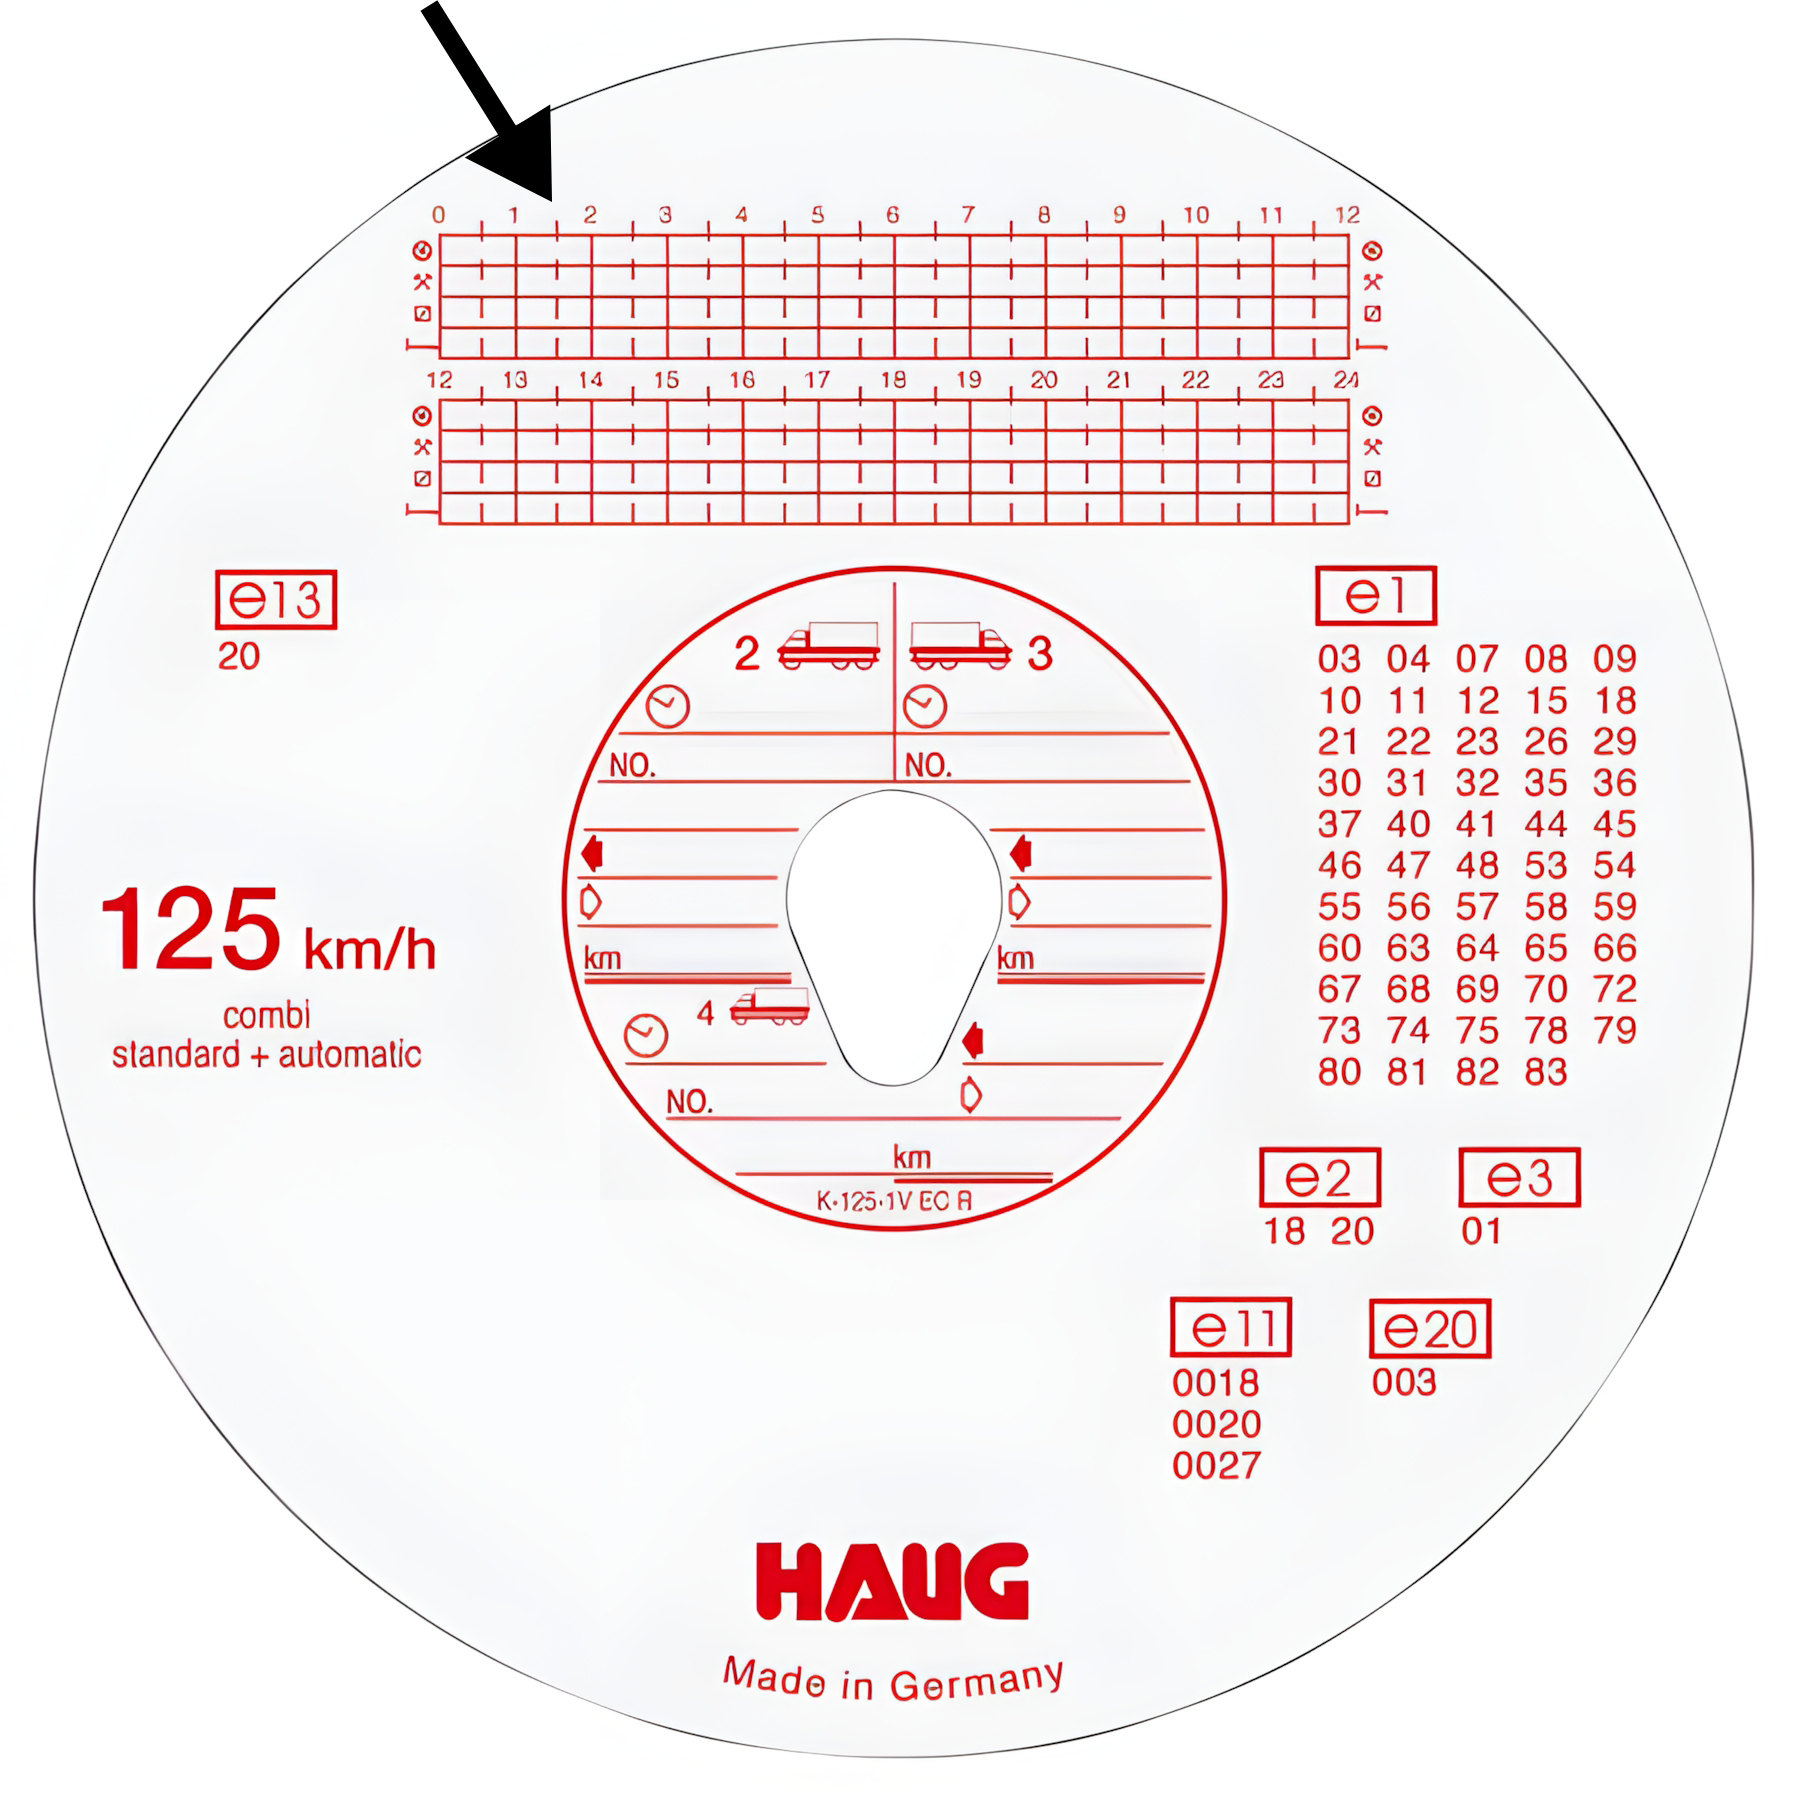 0 1 2 3 4 5 6 7 8 9 10 11 12
12 13 14 15 16 17 18 19 20 21 22 23 24
e13
20
e1
03 04 07 08 09
10 11 12 15 18
21 22 23 26 29
30 31 32 35 36
37 40 41 44 45
46 47 48 53 54
55 56 57 58 59
60 63 64 65 66
67 68 69 70 72
73 74 75 78 79
80 81 82 83
2 3
NO. NO.
km km
4
NO.
km
K·125·1V EC R
125 km/h
combi
standard + automatic
e2 e3
18 20 01
e11 e20
0018 003
0020
0027
HAUG
Made in Germany